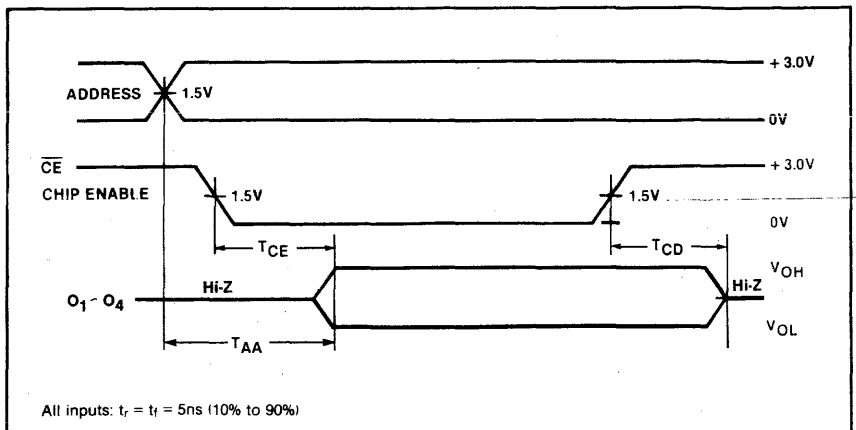 +3.0V
ADDRESS 1.5V
0V
CE +3.0V
CHIP ENABLE 1.5V 1.5V
0V
TCE TCD
VOH
Hi-Z Hi-Z
O1-O4
VOL
TAA
All inputs: tr = tf = 5ns (10% to 90%)